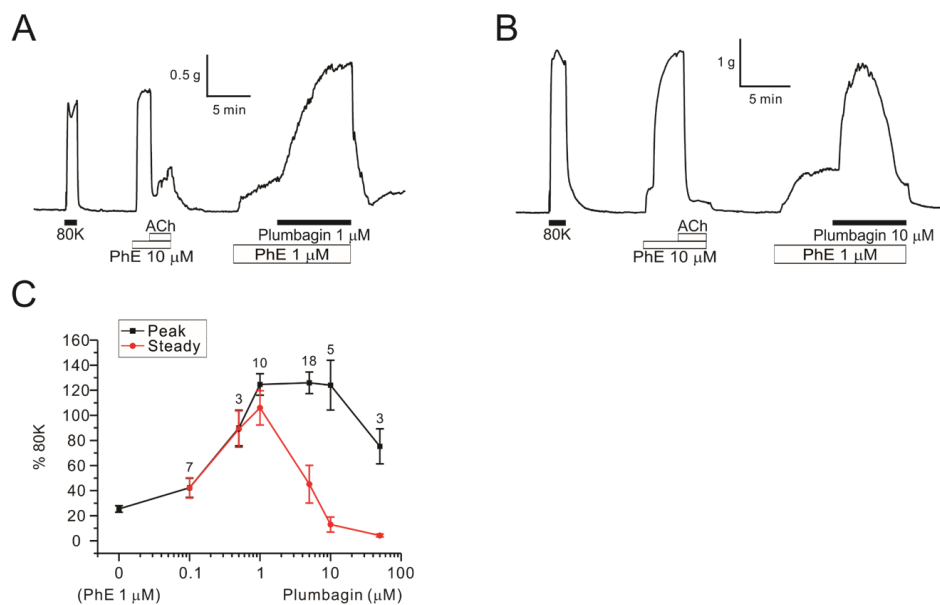 A
0.5 g
5 min
80K
ACh
PhE 10 μM
Plumbagin 1 μM
PhE 1 μM
B
1 g
5 min
80K
ACh
PhE 10 μM
Plumbagin 10 μM
PhE 1 μM
C
Peak
Steady
% 80K
160
140
120
100
80
60
40
20
0
7
3
10
18
5
3
0
0.1
1
10
100
(PhE 1 μM)
Plumbagin (μM)